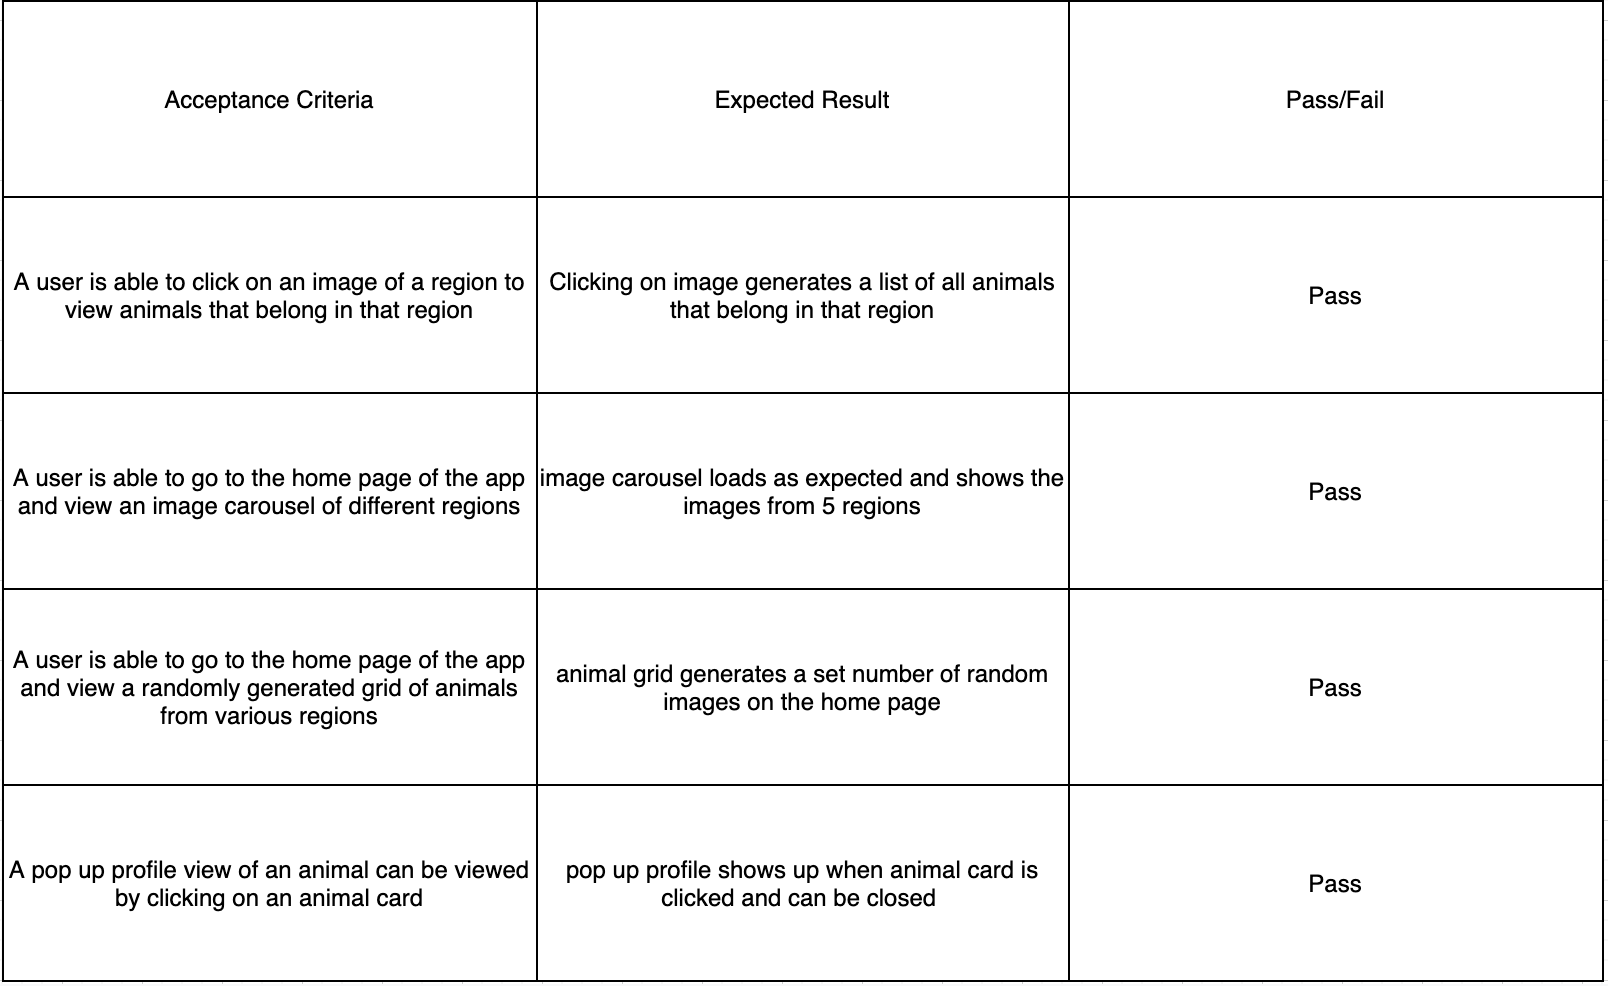 Acceptance Criteria
Expected Result
Pass/Fail
A user is able to click on an image of a region to
view animals that belong in that region
Clicking on image generates a list of all animals
that belong in that region
Pass
A user is able to go to the home page of the app
and view an image carousel of different regions
image carousel loads as expected and shows the
images from 5 regions
Pass
A user is able to go to the home page of the app
and view a randomly generated grid of animals
from various regions
animal grid generates a set number of random
images on the home page
Pass
A pop up profile view of an animal can be viewed
by clicking on an animal card
pop up profile shows up when animal card is
clicked and can be closed
Pass